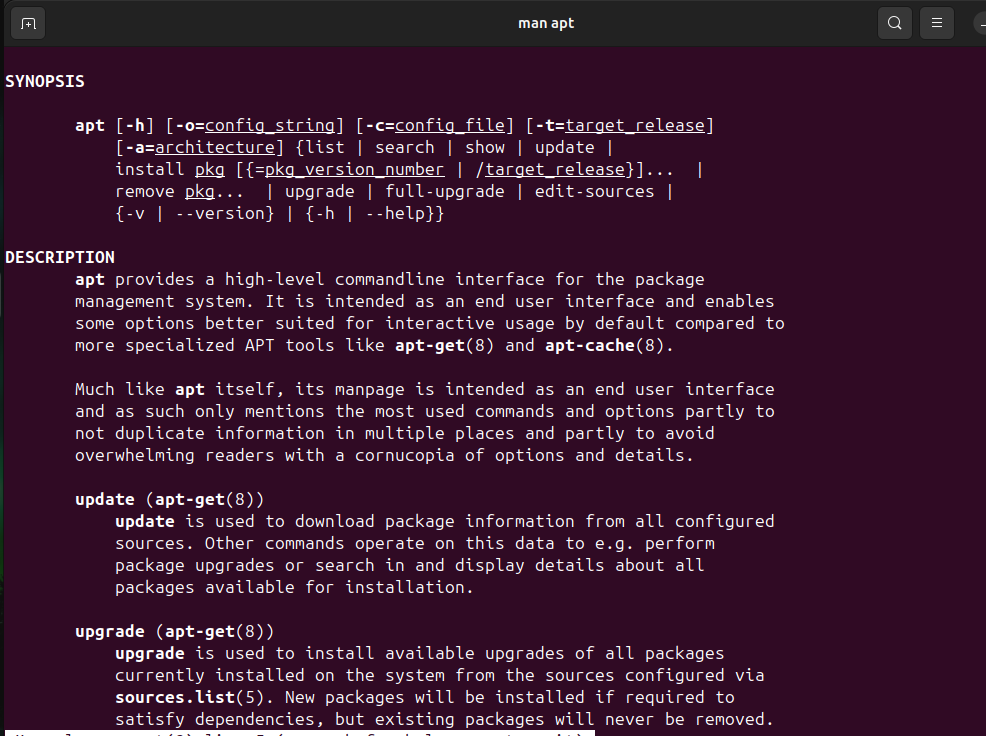 man apt
SYNOPSIS
apt [-h] [-o=config_string] [-c=config_file] [-t=target_release]
[-a=architecture] {list | search | show | update |
install pkg [{=pkg_version_number | /target_release}]... |
remove pkg... | upgrade | full-upgrade | edit-sources |
{-v | --version} | {-h | --help}}
DESCRIPTION
apt provides a high-level commandline interface for the package
management system. It is intended as an end user interface and enables
some options better suited for interactive usage by default compared to
more specialized APT tools like apt-get(8) and apt-cache(8).
Much like apt itself, its manpage is intended as an end user interface
and as such only mentions the most used commands and options partly to
not duplicate information in multiple places and partly to avoid
overwhelming readers with a cornucopia of options and details.
update (apt-get(8))
update is used to download package information from all configured
sources. Other commands operate on this data to e.g. perform
package upgrades or search in and display details about all
packages available for installation.
upgrade (apt-get(8))
upgrade is used to install available upgrades of all packages
currently installed on the system from the sources configured via
sources.list(5). New packages will be installed if required to
satisfy dependencies, but existing packages will never be removed.